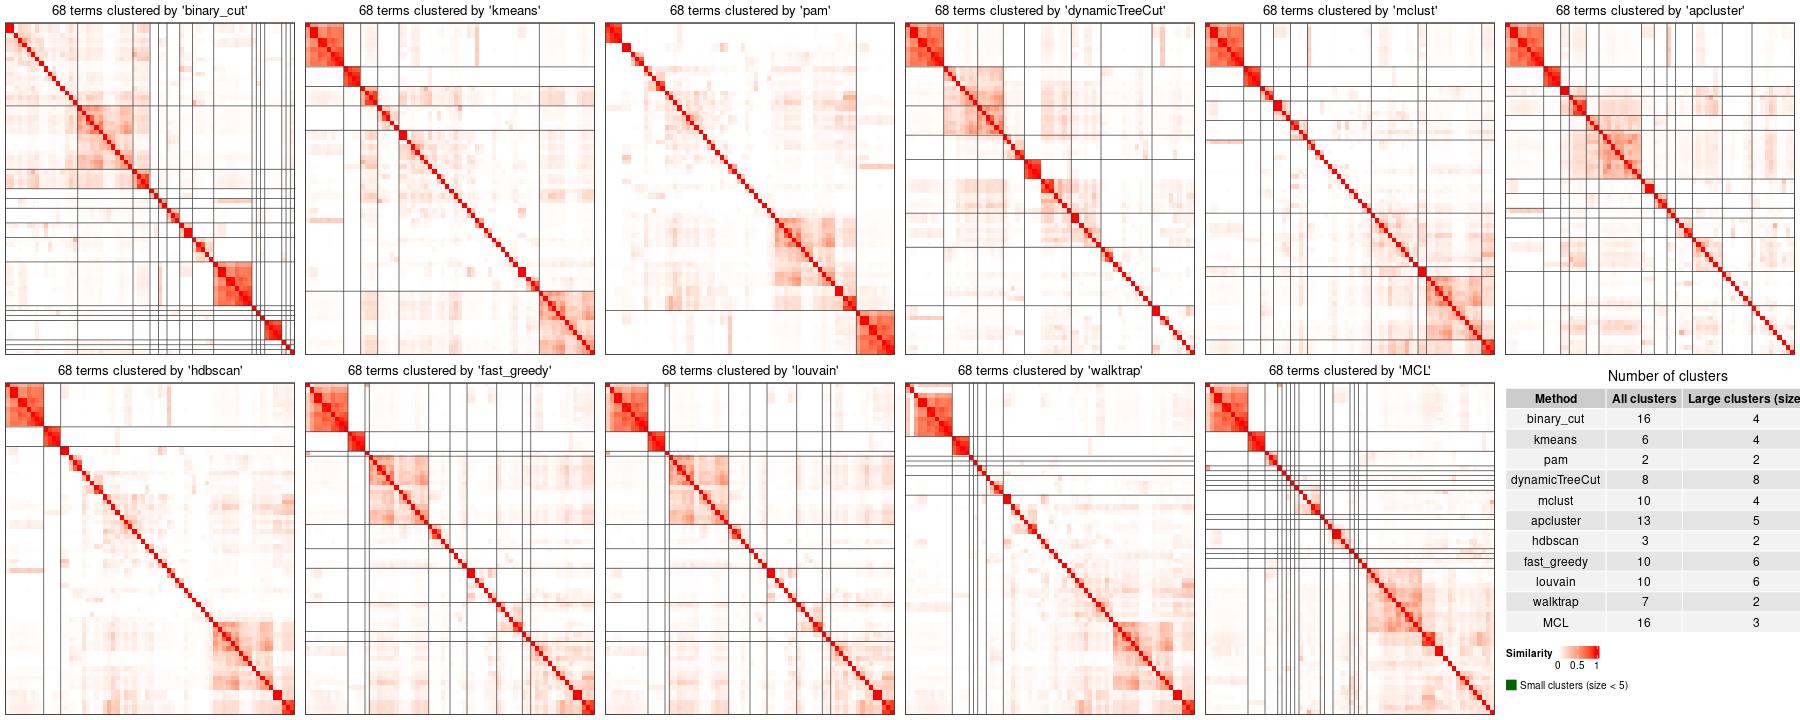 68 terms clustered by 'binary_cut'
68 terms clustered by 'kmeans'
68 terms clustered by 'pam'
68 terms clustered by 'dynamicTreeCut'
68 terms clustered by 'mclust'
68 terms clustered by 'apcluster'
68 terms clustered by 'hdbscan'
68 terms clustered by 'fast_greedy'
68 terms clustered by 'louvain'
68 terms clustered by 'walktrap'
68 terms clustered by 'MCL'
Number of clusters
Method All clusters Large clusters (size
binary_cut 16 4
kmeans 6 4
pam 2 2
dynamicTreeCut 8 8
mclust 10 4
apcluster 13 5
hdbscan 3 2
fast_greedy 10 6
louvain 10 6
walktrap 7 2
MCL 16 3
Similarity
0 0.5 1
Small clusters (size < 5)